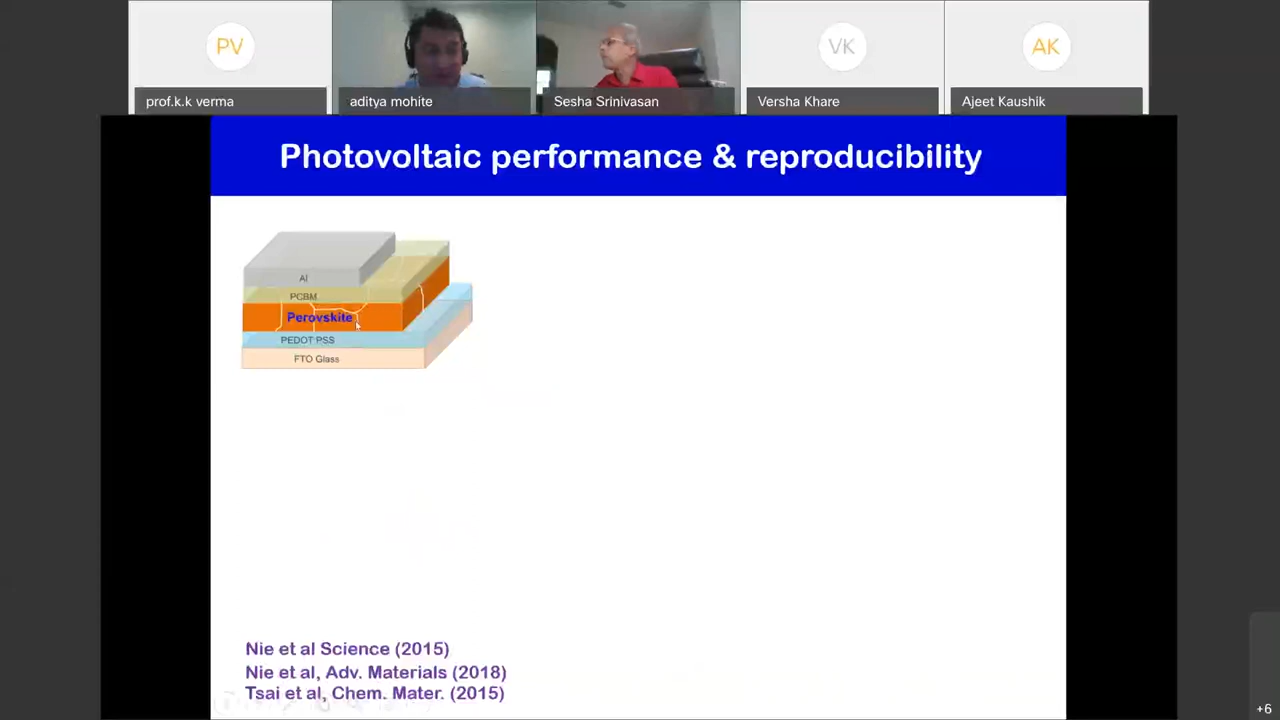 PV
VK
AK
prof.k.k verma
aditya mohite
Sesha Srinivasan
Versha Khare
Ajeet Kaushik
Photovoltaic performance & reproducibility
Al
PCBM
Perovskite
PEDOT PSS
FTO Glass
Nie et al Science (2015)
Nie et al, Adv. Materials (2018)
Tsai et al, Chem. Mater. (2015)
+6